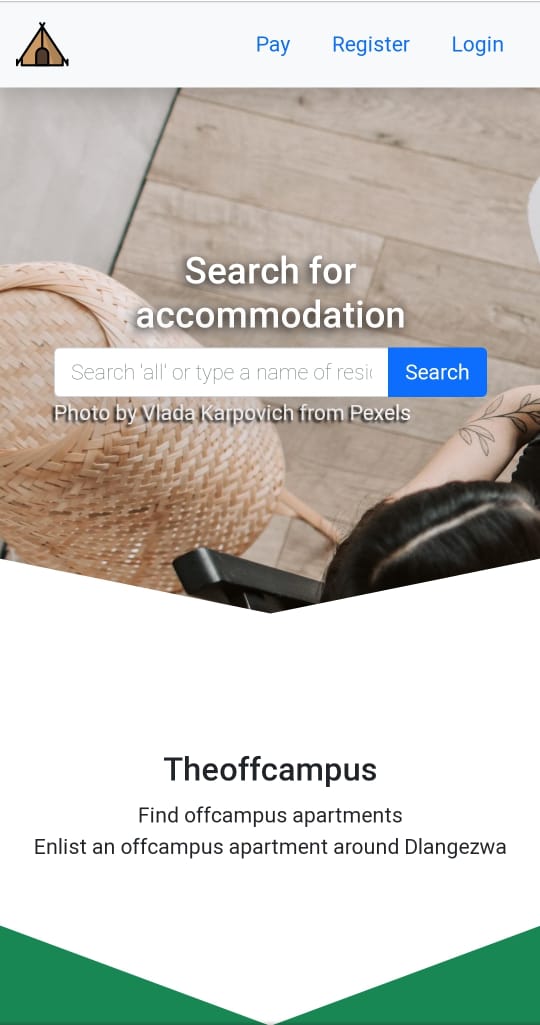 Pay Register Login
Search for
accommodation
Search 'all' or type a name of resi
Search
Photo by Vlada Karpovich from Pexels
Theoffcampus
Find offcampus apartments
Enlist an offcampus apartment around Dlangezwa